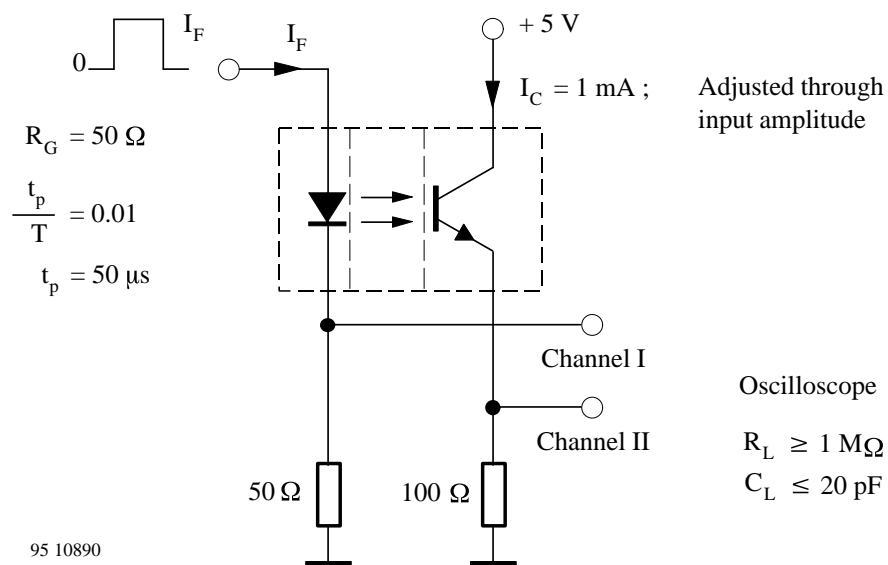 I_F
0
I_F
+ 5 V
I_C = 1 mA ;
Adjusted through
input amplitude
R_G = 50 Ω
t_p
T
= 0.01
t_p = 50 µs
Channel I
Channel II
Oscilloscope
R_L ≥ 1 MΩ
C_L ≤ 20 pF
50 Ω
100 Ω
95 10890